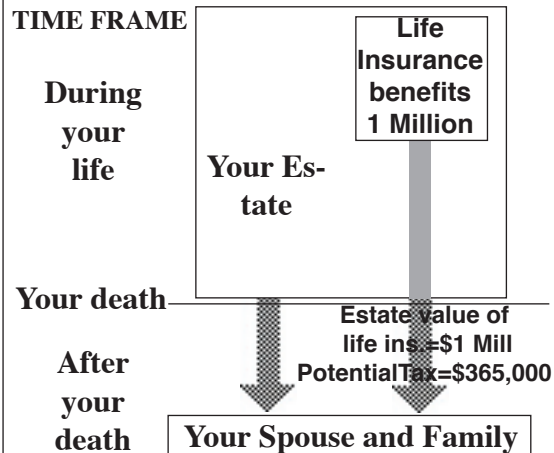 TIME FRAME
Life
Insurance
benefits
1 Million
During
your
life
Your Es-
tate
Your death
Estate value of
life ins.=$1 Mill
PotentialTax=$365,000
After
your
death
Your Spouse and Family